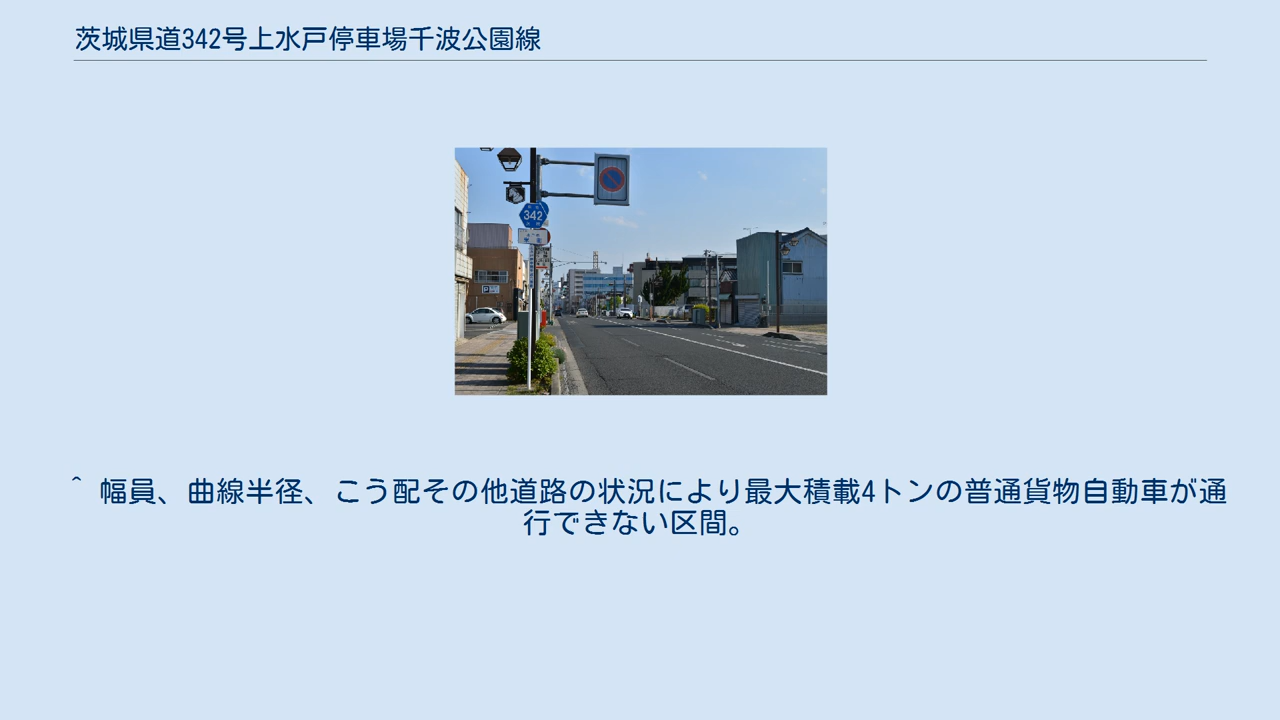 茨城県道342号上水戸停車場千波公園線
342
P
^ 幅員、曲線半径、こう配その他道路の状況により最大積載4トンの普通貨物自動車が通
行できない区間。